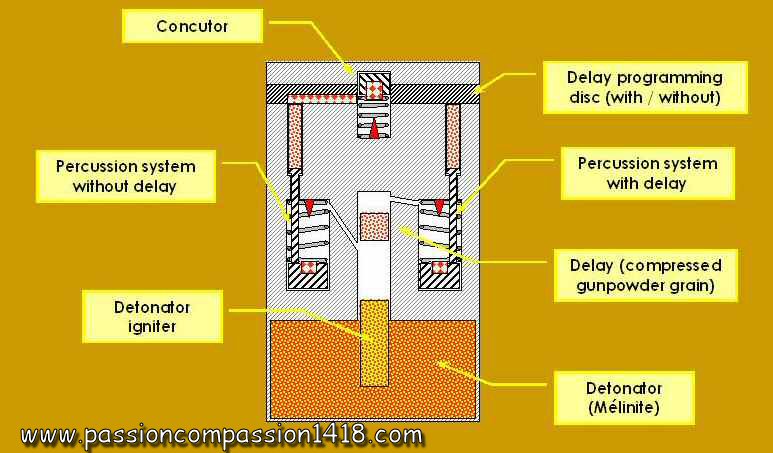 Concutor
Delay programming
disc (with / without)
Percussion system
without delay
Percussion system
with delay
Delay (compressed
gunpowder grain)
Detonator
igniter
Detonator
(Mélinite)
www.passioncompassion1418.com